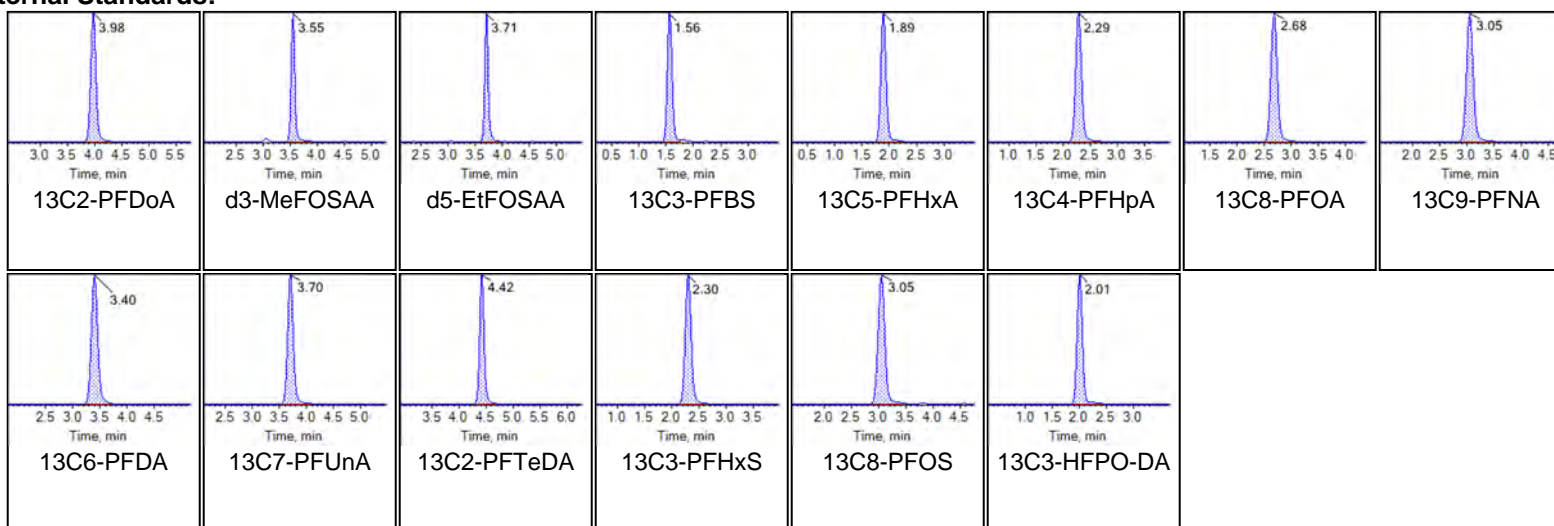 ternal Standards:
3.98 3.55 3.71 1.56 1.89 2.29 2.68 3.05
3.0 3.5 4.0 4.5 5.0 5.5 2.5 3.0 3.5 4.0 4.5 5.0 2.5 3.0 3.5 4.0 4.5 5.0 0.5 1.0 1.5 2.0 2.5 3.0 0.5 1.0 1.5 2.0 2.5 3.0 1.0 1.5 2.0 2.5 3.0 3.5 1.5 2.0 2.5 3.0 3.5 4.0 2.0 2.5 3.0 3.5 4.0 4.5
Time, min Time, min Time, min Time, min Time, min Time, min Time, min Time, min
13C2-PFDoA d3-MeFOSAA d5-EtFOSAA 13C3-PFBS 13C5-PFHxA 13C4-PFHpA 13C8-PFOA 13C9-PFNA
3.40 3.70 4.42 2.30 3.05 2.01
2.5 3.0 3.5 4.0 4.5 2.5 3.0 3.5 4.0 4.5 5.0 3.5 4.0 4.5 5.0 5.5 6.0 1.0 1.5 2.0 2.5 3.0 3.5 2.0 2.5 3.0 3.5 4.0 4.5 1.0 1.5 2.0 2.5 3.0
Time, min Time, min Time, min Time, min Time, min Time, min
13C6-PFDA 13C7-PFUnA 13C2-PFTeDA 13C3-PFHxS 13C8-PFOS 13C3-HFPO-DA